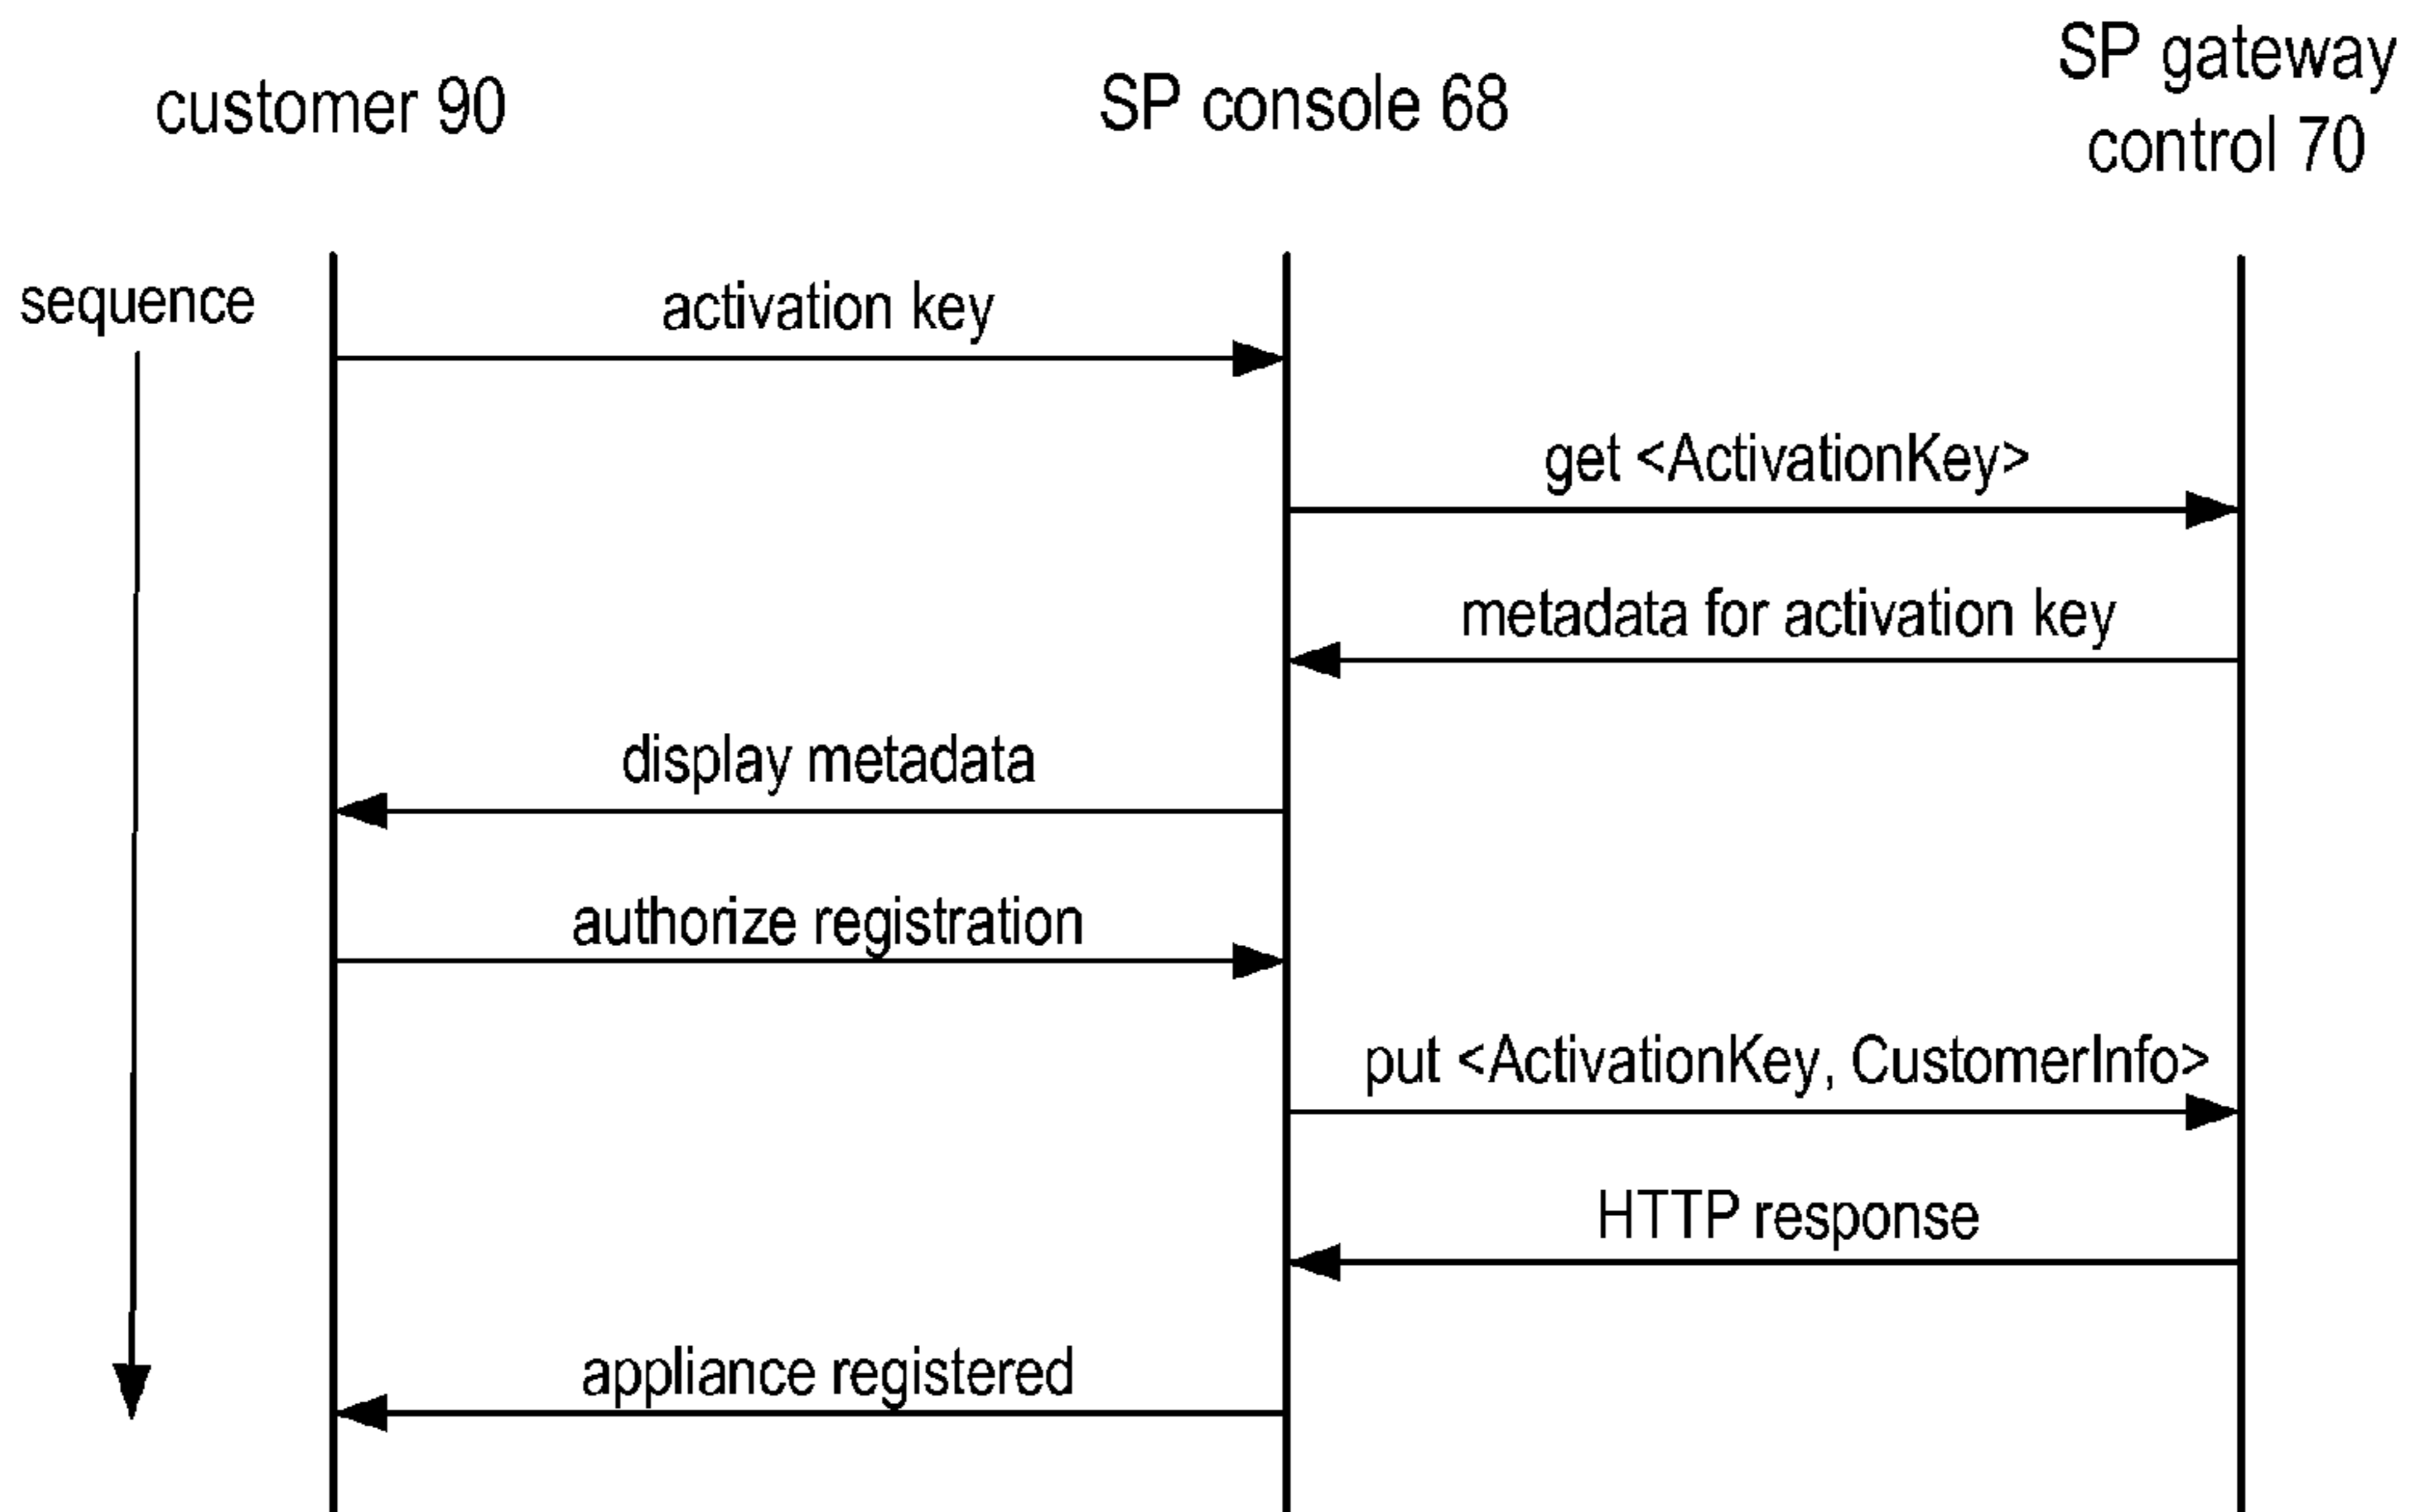 customer 90
SP console 68
SP gateway
control 70
sequence
activation key
get <ActivationKey>
metadata for activation key
display metadata
authorize registration
put <ActivationKey, CustomerInfo>
HTTP response
appliance registered